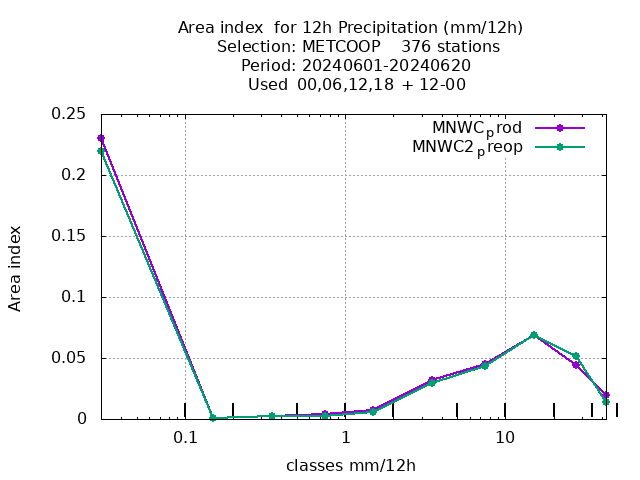 Area index  for 12h Precipitation (mm/12h)
Selection: METCOOP    376 stations
Period: 20240601-20240620
Used  00,06,12,18 + 12-00
MNWCprod
MNWC2preop
0.25
0.2
0.15
0.1
0.05
0
Area index
0.1
1
10
classes mm/12h